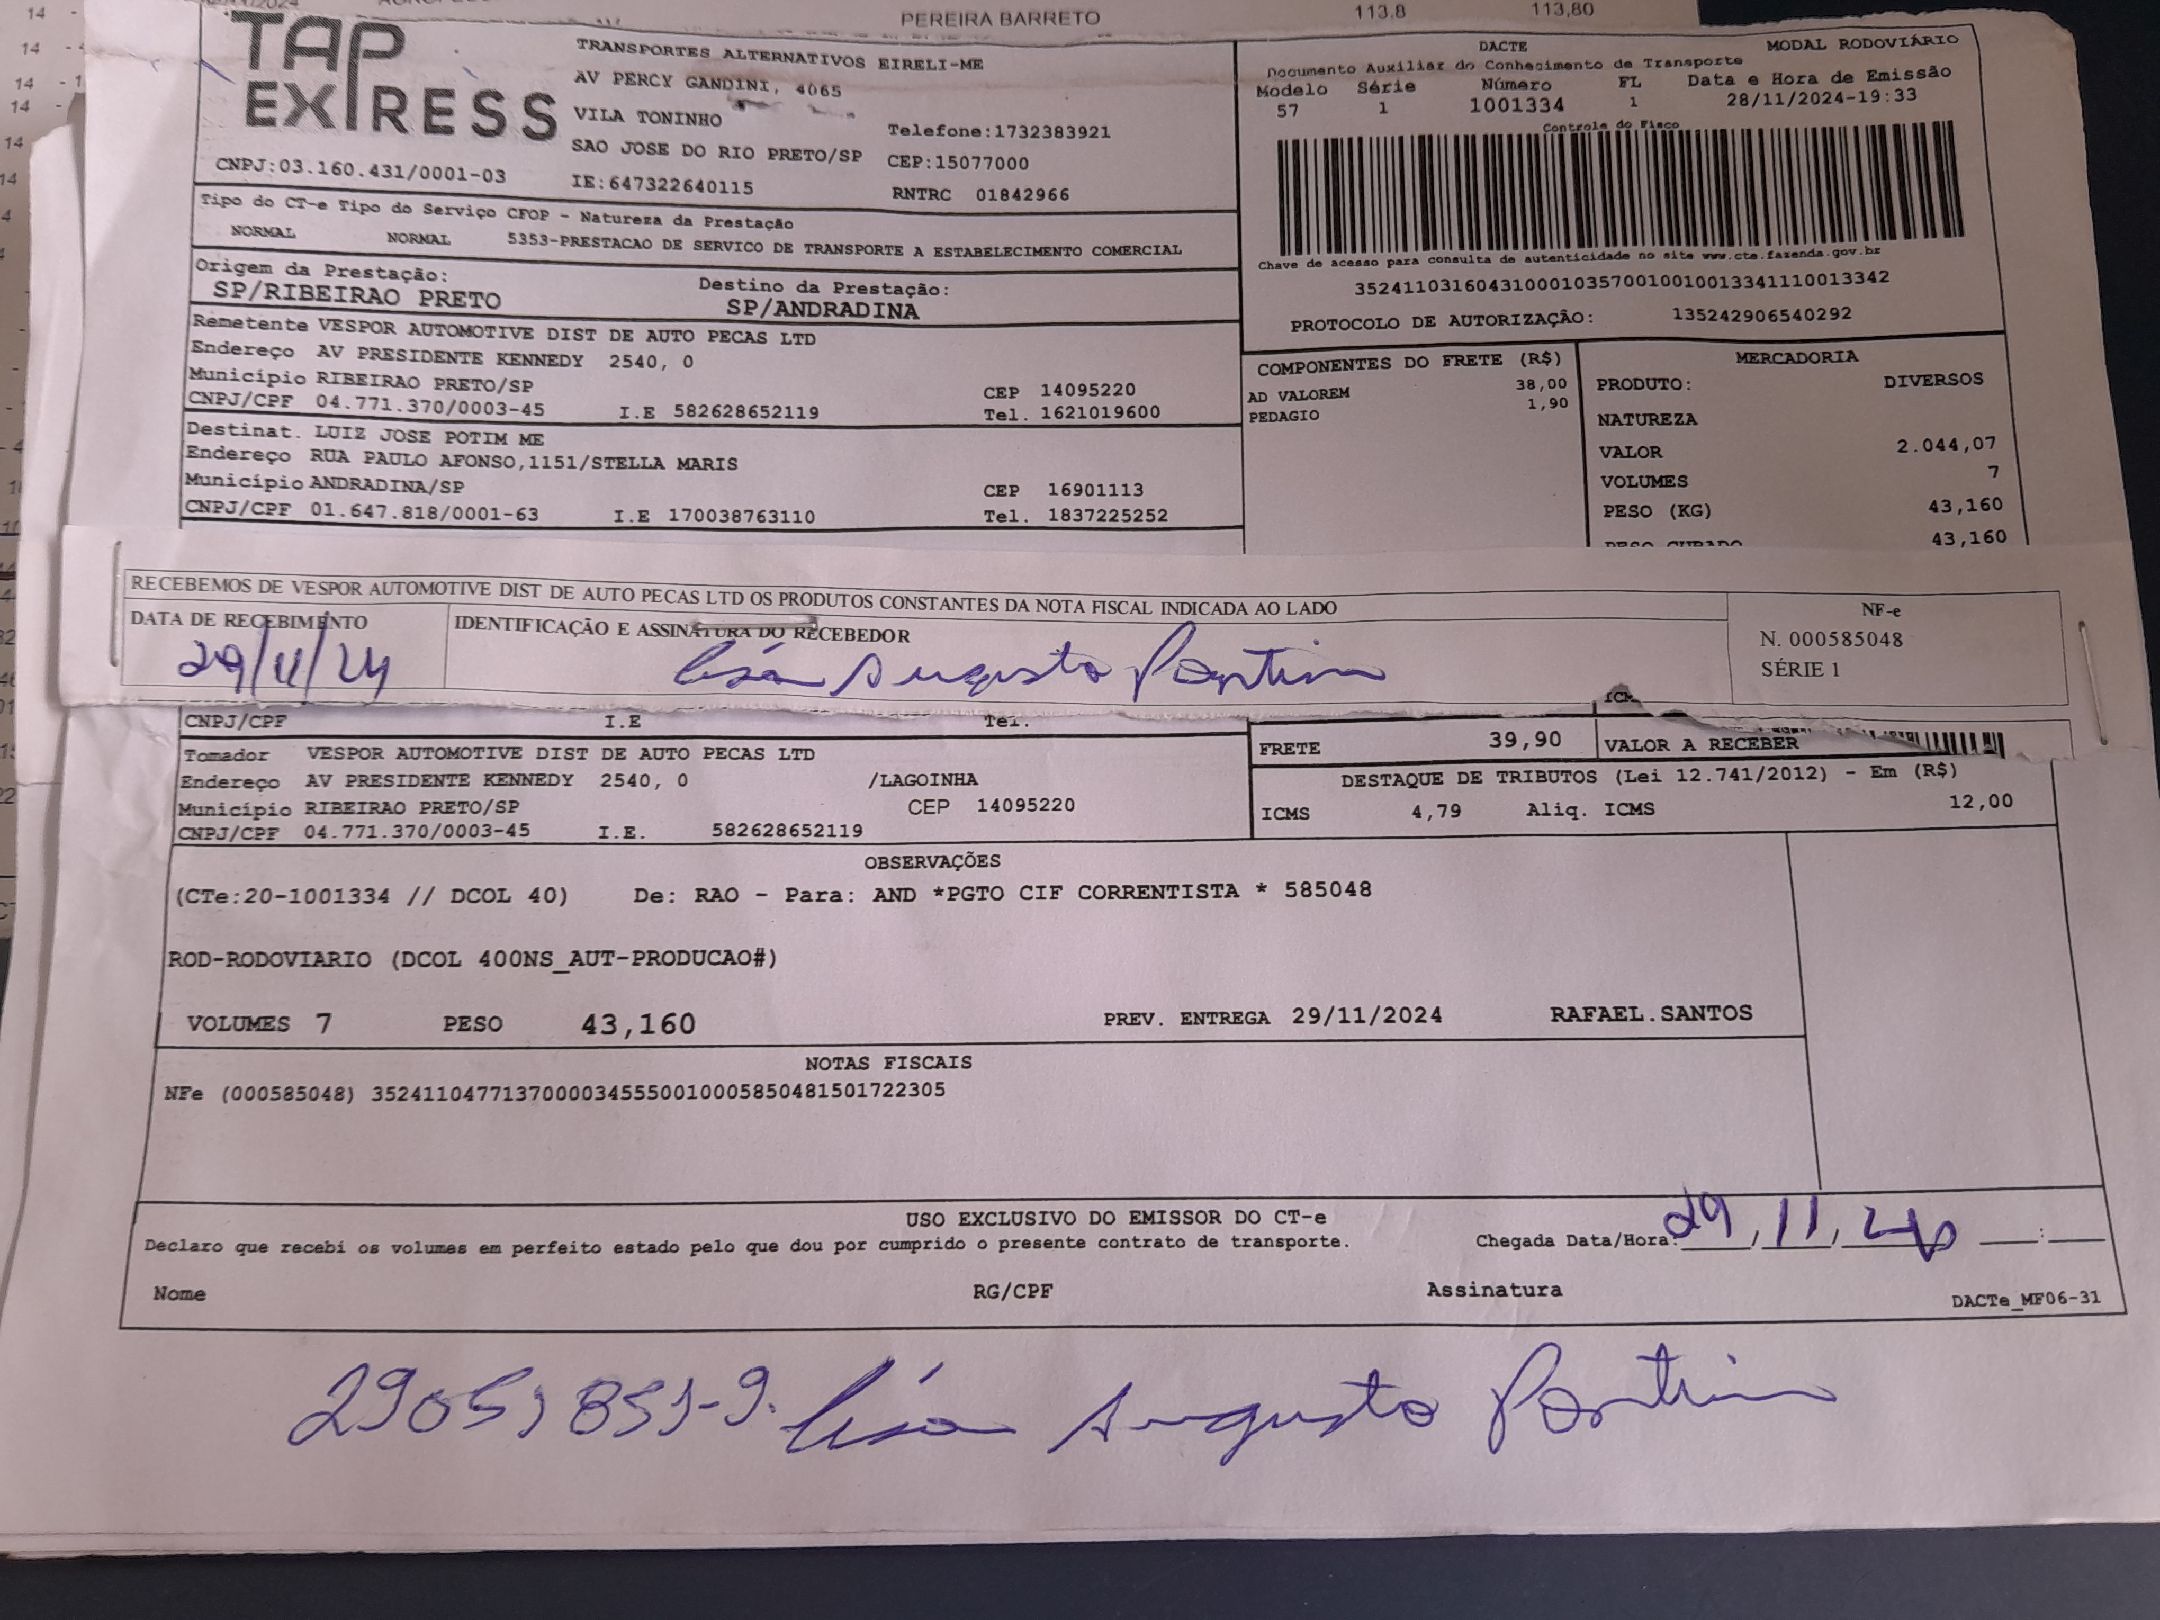 PEREIRA BARRETO 113,8 113,80
TAP EXPRESS
TRANSPORTES ALTERNATIVOS EIRELI-ME
AV PERCY GANDINI, 4065
VILA TONINHO
Telefone:1732383921
SAO JOSE DO RIO PRETO/SP CEP:15077000
CNPJ:03.160.431/0001-03 IE:647322640115 RNTRC 01842966
DACTE MODAL RODOVIÁRIO
Documento Auxiliar do Conhecimento de Transporte
Modelo Série Número FL Data e Hora de Emissão
57 1 1001334 1 28/11/2024-19:33
Controle do Fisco
Chave de acesso para consulta de autenticidade no site www.cte.fazenda.gov.br
35241103160431000103570010010013341110013342
PROTOCOLO DE AUTORIZAÇÃO: 135242906540292
Tipo do CT-e Tipo do Serviço CFOP - Natureza da Prestação
NORMAL NORMAL 5353-PRESTACAO DE SERVICO DE TRANSPORTE A ESTABELECIMENTO COMERCIAL
Origem da Prestação: Destino da Prestação:
SP/RIBEIRAO PRETO SP/ANDRADINA
Remetente VESPOR AUTOMOTIVE DIST DE AUTO PECAS LTD
Endereço AV PRESIDENTE KENNEDY 2540, 0
Município RIBEIRAO PRETO/SP CEP 14095220
CNPJ/CPF 04.771.370/0003-45 I.E 582628652119 Tel. 1621019600
Destinat. LUIZ JOSE POTIM ME
Endereço RUA PAULO AFONSO,1151/STELLA MARIS
Município ANDRADINA/SP CEP 16901113
CNPJ/CPF 01.647.818/0001-63 I.E 170038763110 Tel. 1837225252
COMPONENTES DO FRETE (R$)
AD VALOREM 38,00
PEDAGIO 1,90
MERCADORIA
PRODUTO: DIVERSOS
NATUREZA
VALOR 2.044,07
VOLUMES 7
PESO (KG) 43,160
PESO CUBADO 43,160
RECEBEMOS DE VESPOR AUTOMOTIVE DIST DE AUTO PECAS LTD OS PRODUTOS CONSTANTES DA NOTA FISCAL INDICADA AO LADO
DATA DE RECEBIMENTO IDENTIFICAÇÃO E ASSINATURA DO RECEBEDOR
29/11/24 Augusto Pontim
NF-e
N. 000585048
SÉRIE 1
CNPJ/CPF I.E Tel.
Tomador VESPOR AUTOMOTIVE DIST DE AUTO PECAS LTD
Endereço AV PRESIDENTE KENNEDY 2540, 0 /LAGOINHA
Município RIBEIRAO PRETO/SP CEP 14095220
CNPJ/CPF 04.771.370/0003-45 I.E. 582628652119
FRETE 39,90 VALOR A RECEBER
DESTAQUE DE TRIBUTOS (Lei 12.741/2012) - Em (R$)
ICMS 4,79 Aliq. ICMS 12,00
OBSERVAÇÕES
(CTe:20-1001334 // DCOL 40) De: RAO - Para: AND *PGTO CIF CORRENTISTA * 585048
ROD-RODOVIARIO (DCOL 400NS_AUT-PRODUCAO#)
VOLUMES 7 PESO 43,160 PREV. ENTREGA 29/11/2024 RAFAEL.SANTOS
NOTAS FISCAIS
NFe (000585048) 35241104771370000345550010005850481501722305
USO EXCLUSIVO DO EMISSOR DO CT-e
Declaro que recebi os volumes em perfeito estado pelo que dou por cumprido o presente contrato de transporte. Chegada Data/Hora: 29/11/24 :
Nome RG/CPF Assinatura
DACTe_MF06-31
Augusto Pontim